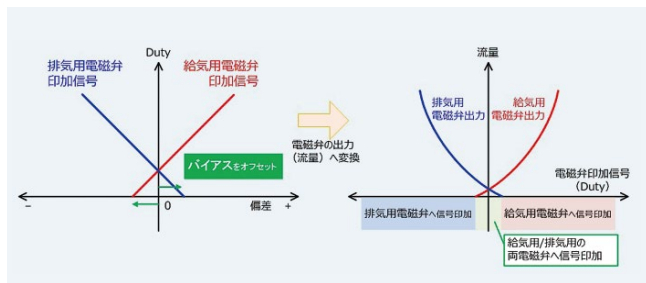 Duty
排気用電磁弁
印加信号
給気用電磁弁
印加信号
バイアスをオフセット
−
0
偏差
+
電磁弁の出力
(流量)へ変換
流量
排気用
電磁弁出力
給気用
電磁弁出力
電磁弁印加信号
(Duty)
排気用電磁弁へ信号印加
給気用電磁弁へ信号印加
給気用/排気用の
両電磁弁へ信号印加